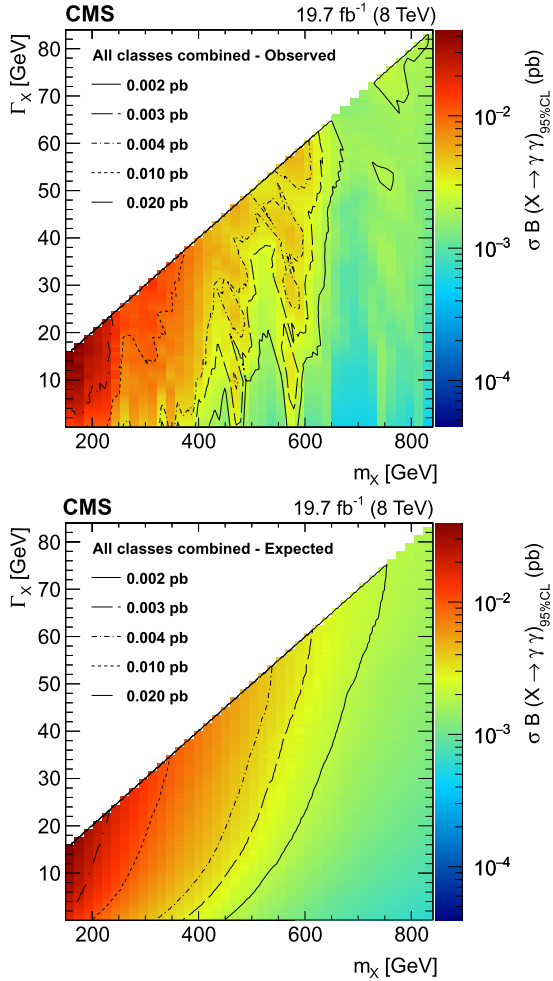 CMS 19.7 fb⁻¹ (8 TeV)
All classes combined - Observed
0.002 pb
0.003 pb
0.004 pb
0.010 pb
0.020 pb
Γ_X [GeV]
80
70
60
50
40
30
20
10
200 400 600 800
m_X [GeV]
10⁻²
10⁻³
10⁻⁴
σ B (X → γ γ)_95%CL (pb)
CMS 19.7 fb⁻¹ (8 TeV)
All classes combined - Expected
0.002 pb
0.003 pb
0.004 pb
0.010 pb
0.020 pb
Γ_X [GeV]
80
70
60
50
40
30
20
10
200 400 600 800
m_X [GeV]
10⁻²
10⁻³
10⁻⁴
σ B (X → γ γ)_95%CL (pb)